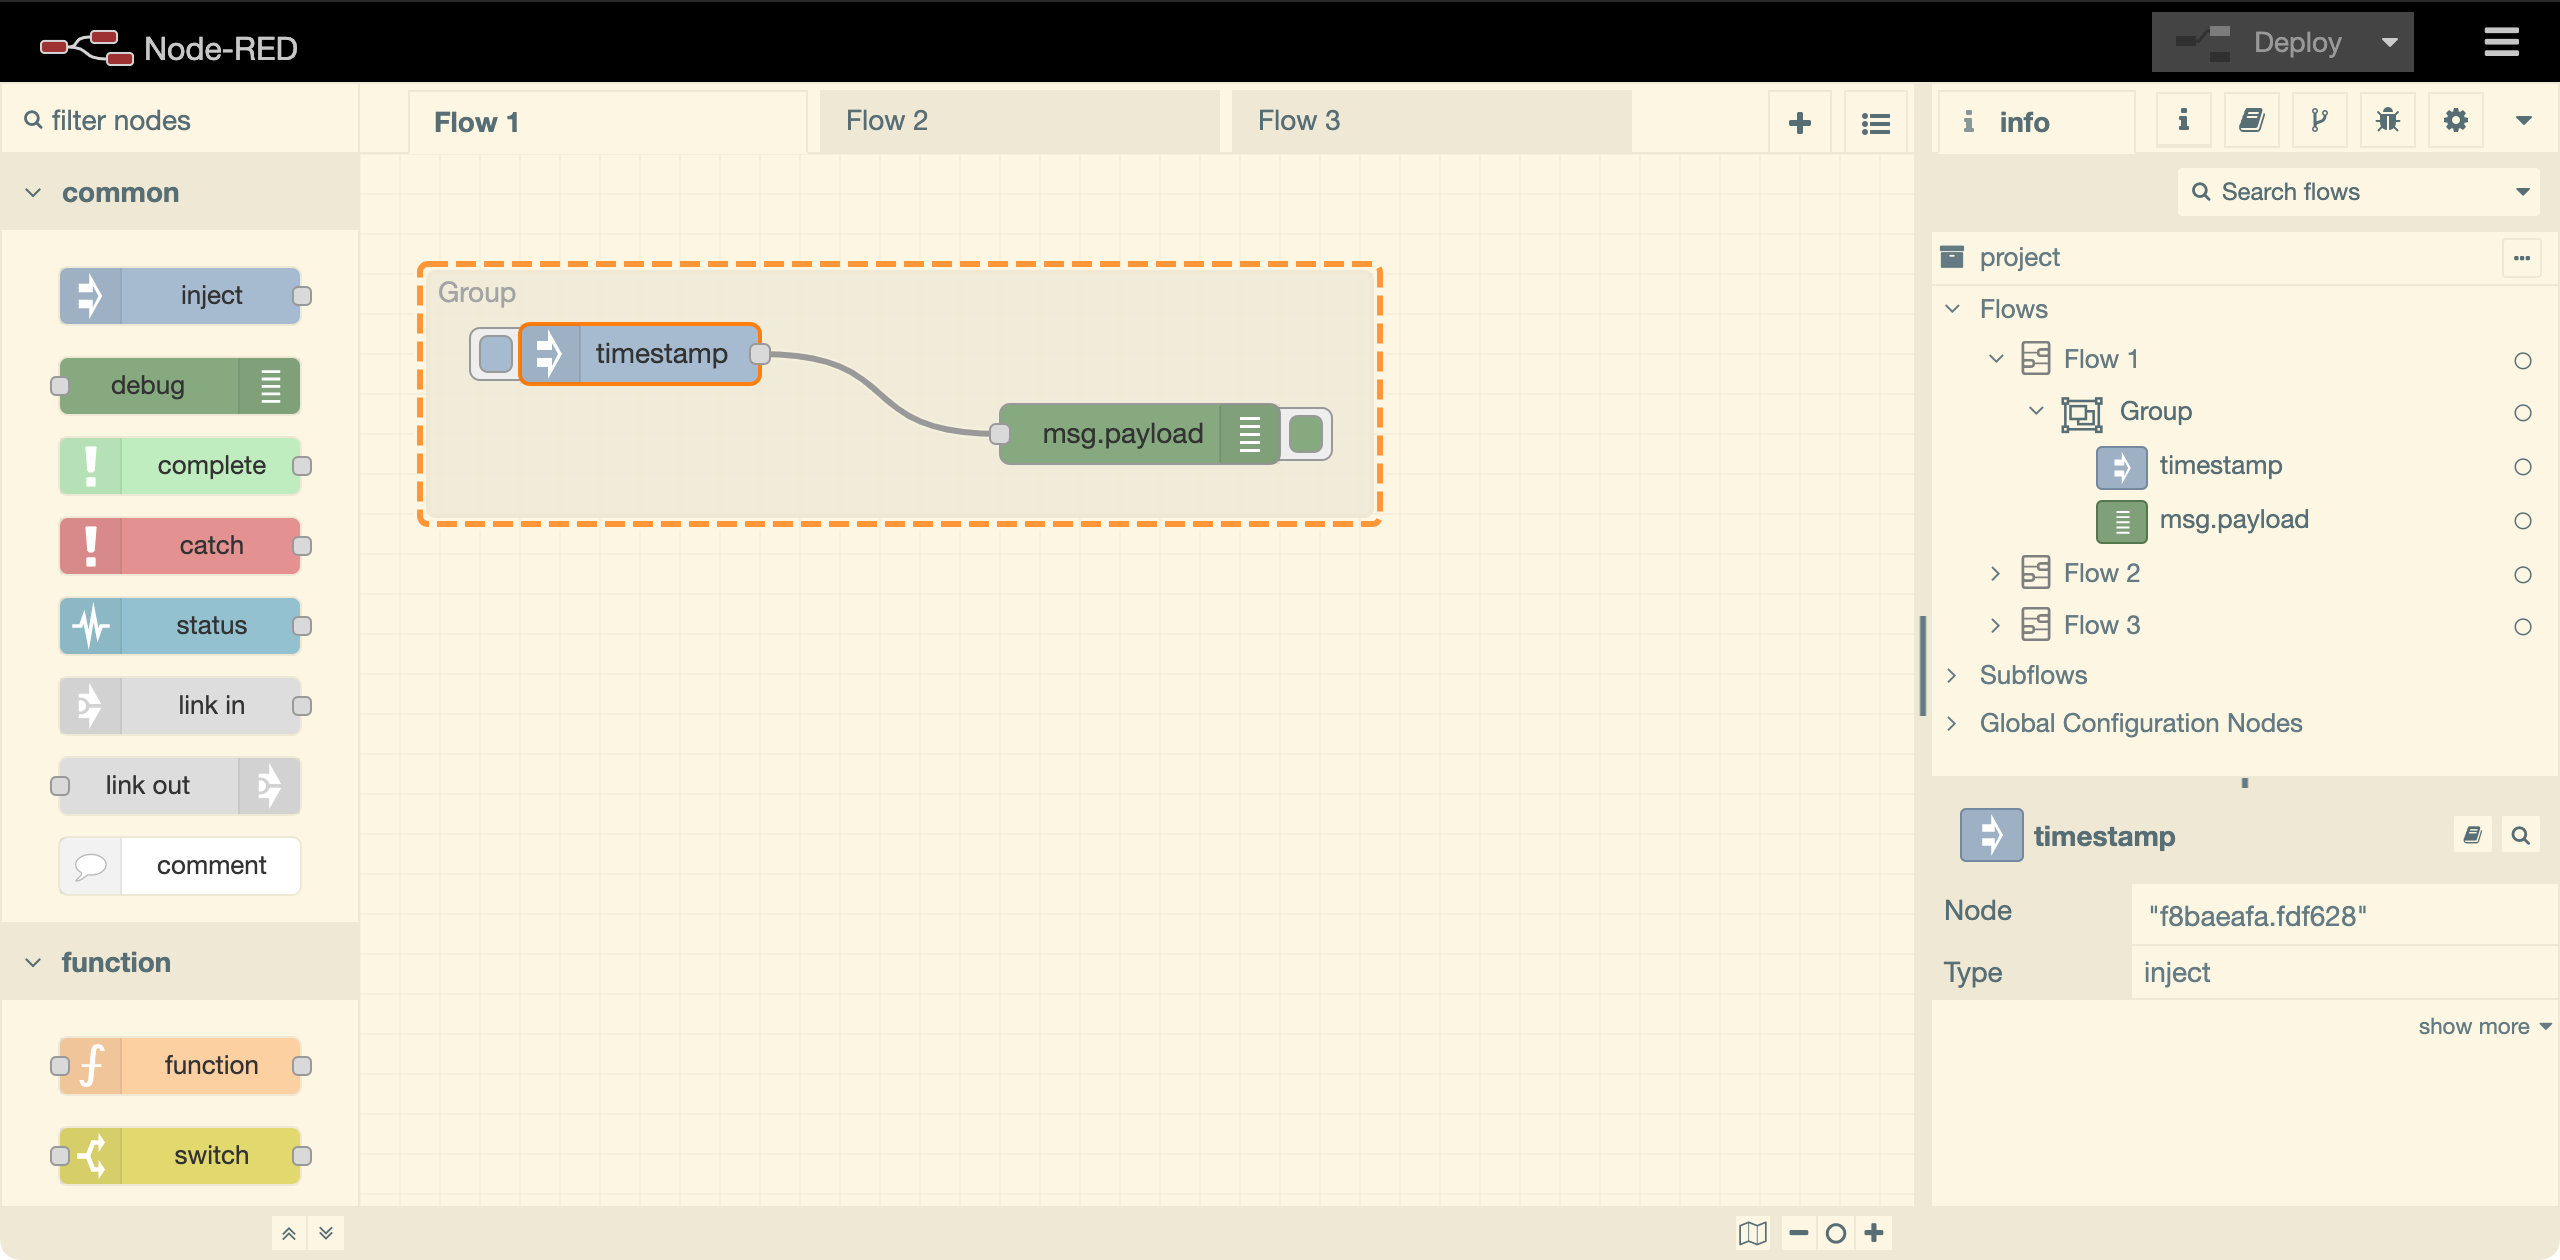 Node-RED
Deploy
filter nodes
common
inject
debug
complete
catch
status
link in
link out
comment
function
function
switch
Flow 1
Flow 2
Flow 3
Group
timestamp
msg.payload
info
Search flows
project
Flows
Flow 1
Group
timestamp
msg.payload
Flow 2
Flow 3
Subflows
Global Configuration Nodes
timestamp
Node "f8baeafa.fdf628"
Type inject
show more